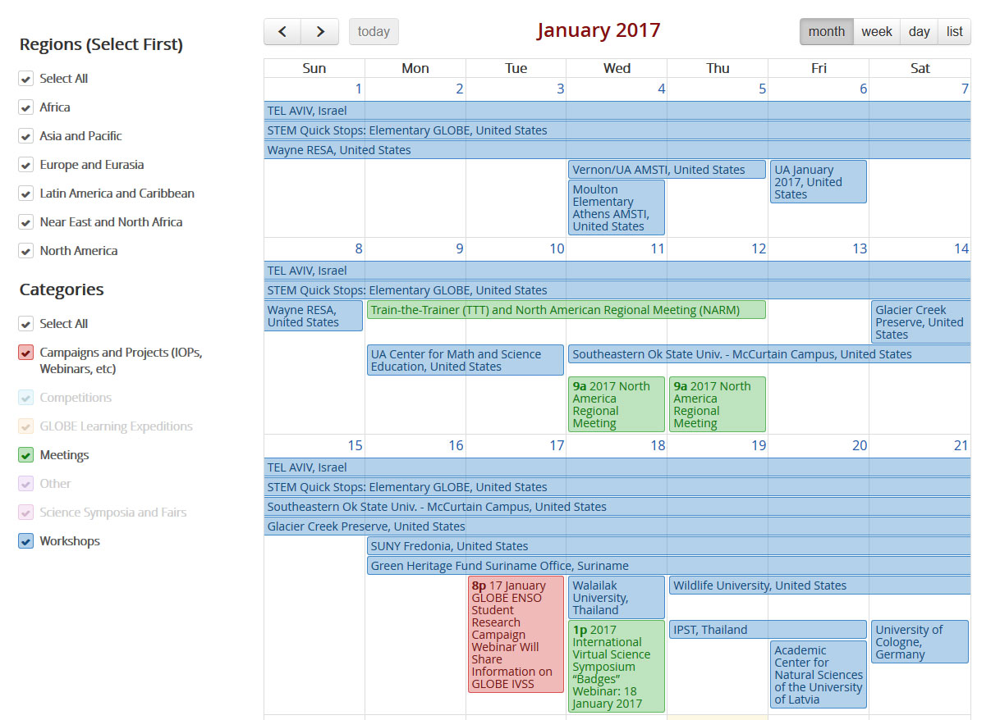 Regions (Select First)
Select All
Africa
Asia and Pacific
Europe and Eurasia
Latin America and Caribbean
Near East and North Africa
North America
Categories
Select All
Campaigns and Projects (IOPs,
Webinars, etc)
Competitions
GLOBE Learning Expeditions
Meetings
Other
Science Symposia and Fairs
Workshops
today
January 2017
month week day list
Sun Mon Tue Wed Thu Fri Sat
1 2 3 4 5 6 7
TEL AVIV, Israel
STEM Quick Stops: Elementary GLOBE, United States
Wayne RESA, United States
Vernon/UA AMSTI, United States
Moulton
Elementary
Athens AMSTI,
United States
UA January
2017, United
States
8 9 10 11 12 13 14
TEL AVIV, Israel
STEM Quick Stops: Elementary GLOBE, United States
Wayne RESA,
United States
Train-the-Trainer (TTT) and North American Regional Meeting (NARM)
Glacier Creek
Preserve, United
States
UA Center for Math and Science
Education, United States
Southeastern Ok State Univ. - McCurtain Campus, United States
9a 2017 North
America
Regional
Meeting
9a 2017 North
America
Regional
Meeting
15 16 17 18 19 20 21
TEL AVIV, Israel
STEM Quick Stops: Elementary GLOBE, United States
Southeastern Ok State Univ. - McCurtain Campus, United States
Glacier Creek Preserve, United States
SUNY Fredonia, United States
Green Heritage Fund Suriname Office, Suriname
8p 17 January
GLOBE ENSO
Student
Research
Campaign
Webinar Will
Share
Information on
GLOBE IVSS
Walailak
University,
Thailand
Wildlife University, United States
1p 2017
International
Virtual Science
Symposium
“Badges”
Webinar: 18
January 2017
IPST, Thailand
University of
Cologne,
Germany
Academic
Center for
Natural Sciences
of the University
of Latvia